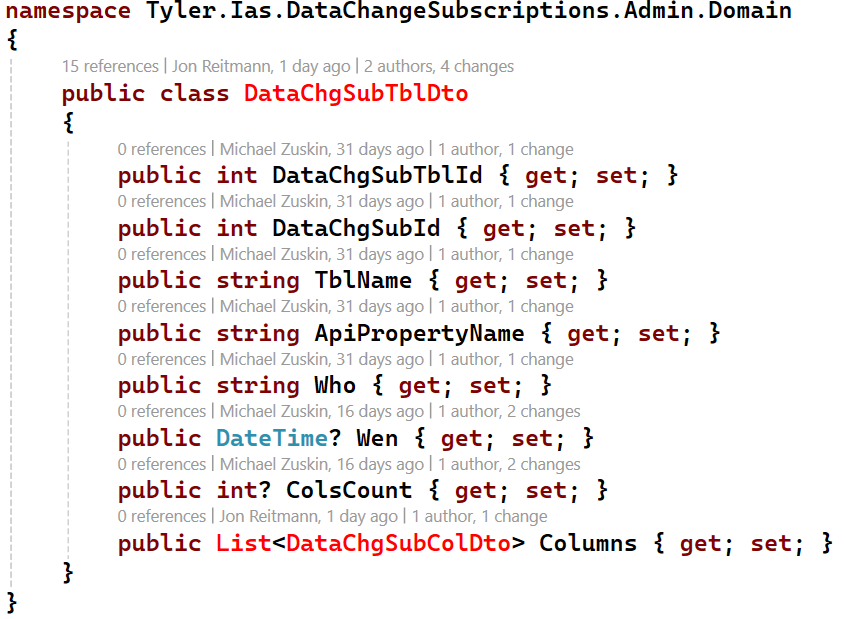 namespace Tyler.Ias.DataChangeSubscriptions.Admin.Domain
{
15 references | Jon Reitmann, 1 day ago | 2 authors, 4 changes
public class DataChgSubTblDto
{
0 references | Michael Zuskin, 31 days ago | 1 author, 1 change
public int DataChgSubTblId { get; set; }
0 references | Michael Zuskin, 31 days ago | 1 author, 1 change
public int DataChgSubId { get; set; }
0 references | Michael Zuskin, 31 days ago | 1 author, 1 change
public string TblName { get; set; }
0 references | Michael Zuskin, 31 days ago | 1 author, 1 change
public string ApiPropertyName { get; set; }
0 references | Michael Zuskin, 31 days ago | 1 author, 1 change
public string Who { get; set; }
0 references | Michael Zuskin, 16 days ago | 1 author, 2 changes
public DateTime? Wen { get; set; }
0 references | Michael Zuskin, 16 days ago | 1 author, 2 changes
public int? ColsCount { get; set; }
0 references | Jon Reitmann, 1 day ago | 1 author, 1 change
public List<DataChgSubColDto> Columns { get; set; }
}
}